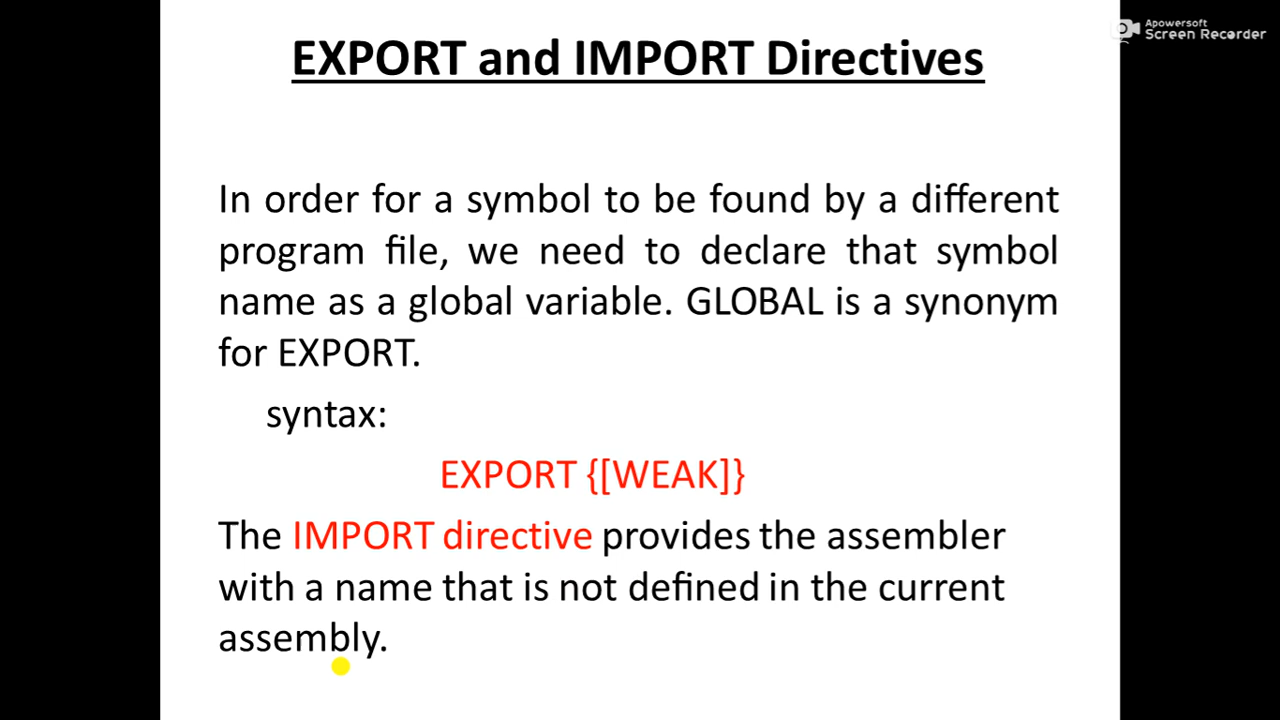 Apowersoft
Screen Recorder
EXPORT and IMPORT Directives
In order for a symbol to be found by a different
program file, we need to declare that symbol
name as a global variable. GLOBAL is a synonym
for EXPORT.
syntax:
EXPORT {[WEAK]}
The IMPORT directive provides the assembler
with a name that is not defined in the current
assembly.